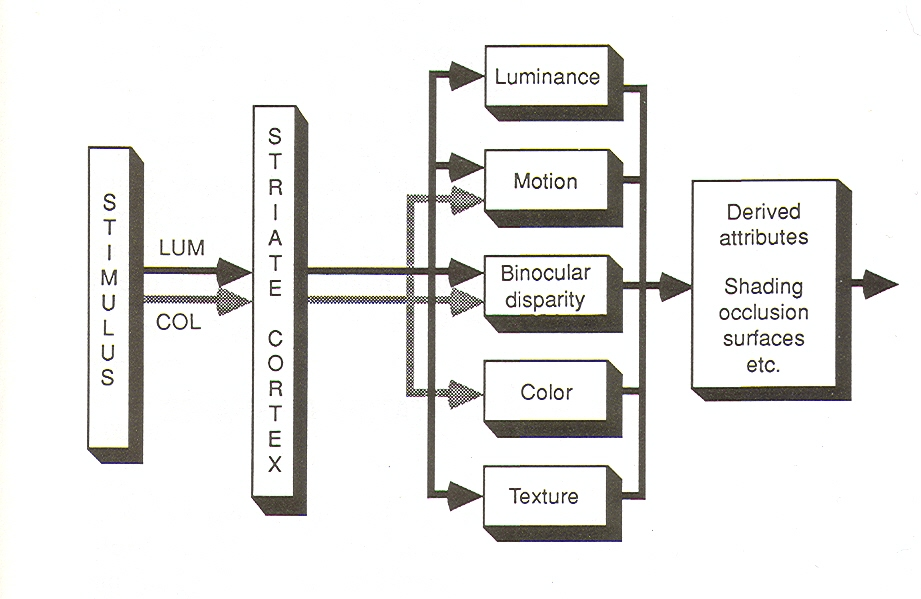 STIMULUS
LUM
COL
STRIATE CORTEX
Luminance
Motion
Binocular
disparity
Color
Texture
Derived
attributes
Shading
occlusion
surfaces
etc.